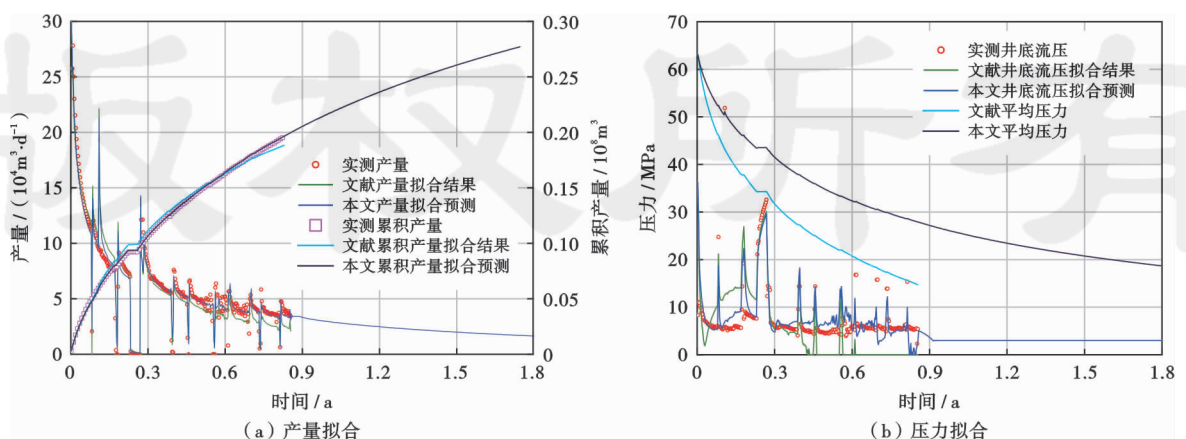 版权所有
30
25
20
15
10
5
0
产量 / (10⁴m³·d⁻¹)
0.30
0.25
0.20
0.15
0.10
0.05
0
累积产量 / 10⁸m³
实测产量
文献产量拟合结果
本文产量拟合预测
实测累积产量
文献累积产量拟合结果
本文累积产量拟合预测
0 0.3 0.6 0.9 1.2 1.5 1.8
时间 / a
(a) 产量拟合
70
60
50
40
30
20
10
0
压力 / MPa
实测井底流压
文献井底流压拟合结果
本文井底流压拟合预测
文献平均压力
本文平均压力
0 0.3 0.6 0.9 1.2 1.5 1.8
时间 / a
(b) 压力拟合